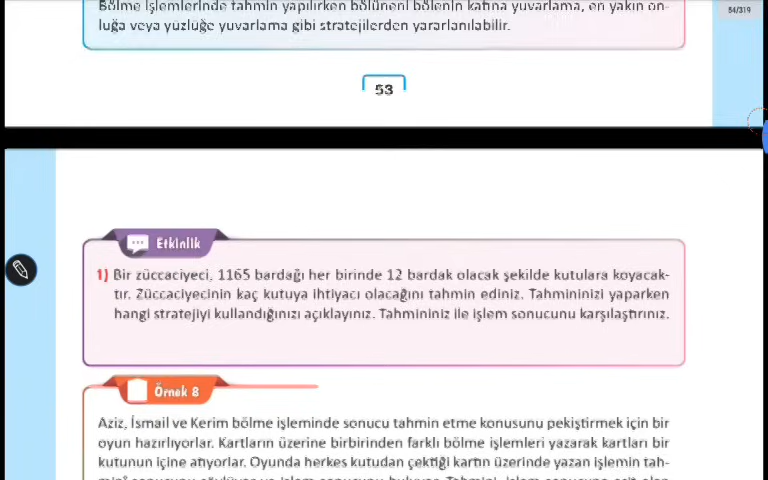 Bölme işlemlerinde tahmin yapılırken bölüneni bölenin katına yuvarlama, en yakın on-
luğa veya yüzlüğe yuvarlama gibi stratejilerden yararlanılabilir.
54/319
53
Etkinlik
1) Bir züccaciyeci, 1165 bardağı her birinde 12 bardak olacak şekilde kutulara koyacak-
tır. Züccaciyecinin kaç kutuya ihtiyacı olacağını tahmin ediniz. Tahmininizi yaparken
hangi stratejiyi kullandığınızı açıklayınız. Tahmininiz ile işlem sonucunu karşılaştırınız.
Örnek 8
Aziz, İsmail ve Kerim bölme işleminde sonucu tahmin etme konusunu pekiştirmek için bir
oyun hazırlıyorlar. Kartların üzerine birbirinden farklı bölme işlemleri yazarak kartları bir
kutunun içine atıyorlar. Oyunda herkes kutudan çektiği kartın üzerinde yazan işlemin tah-